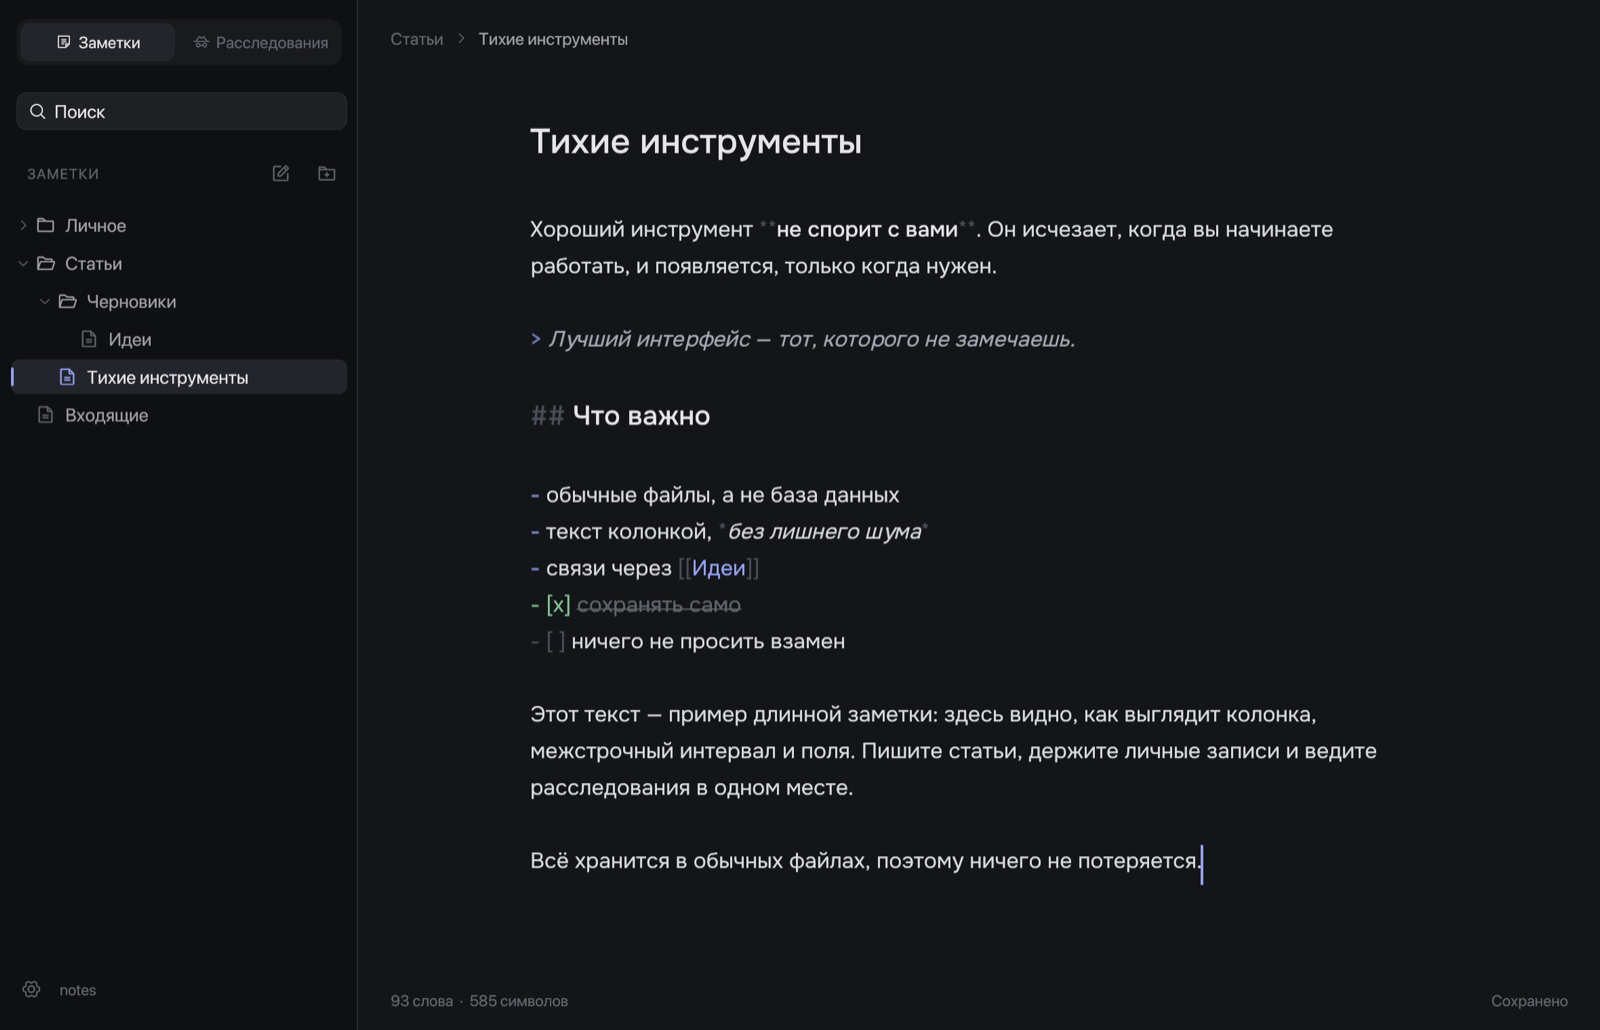 Заметки
Расследования
Поиск
ЗАМЕТКИ
Личное
Статьи
Черновики
Идеи
Тихие инструменты
Входящие
notes
Статьи > Тихие инструменты
Тихие инструменты
Хороший инструмент **не спорит с вами**. Он исчезает, когда вы начинаете
работать, и появляется, только когда нужен.
> Лучший интерфейс — тот, которого не замечаешь.
## Что важно
- обычные файлы, а не база данных
- текст колонкой, *без лишнего шума*
- связи через [[Идеи]]
- [x] сохранять само
- [ ] ничего не просить взамен
Этот текст — пример длинной заметки: здесь видно, как выглядит колонка,
межстрочный интервал и поля. Пишите статьи, держите личные записи и ведите
расследования в одном месте.
Всё хранится в обычных файлах, поэтому ничего не потеряется.
93 слова · 585 символов
Сохранено